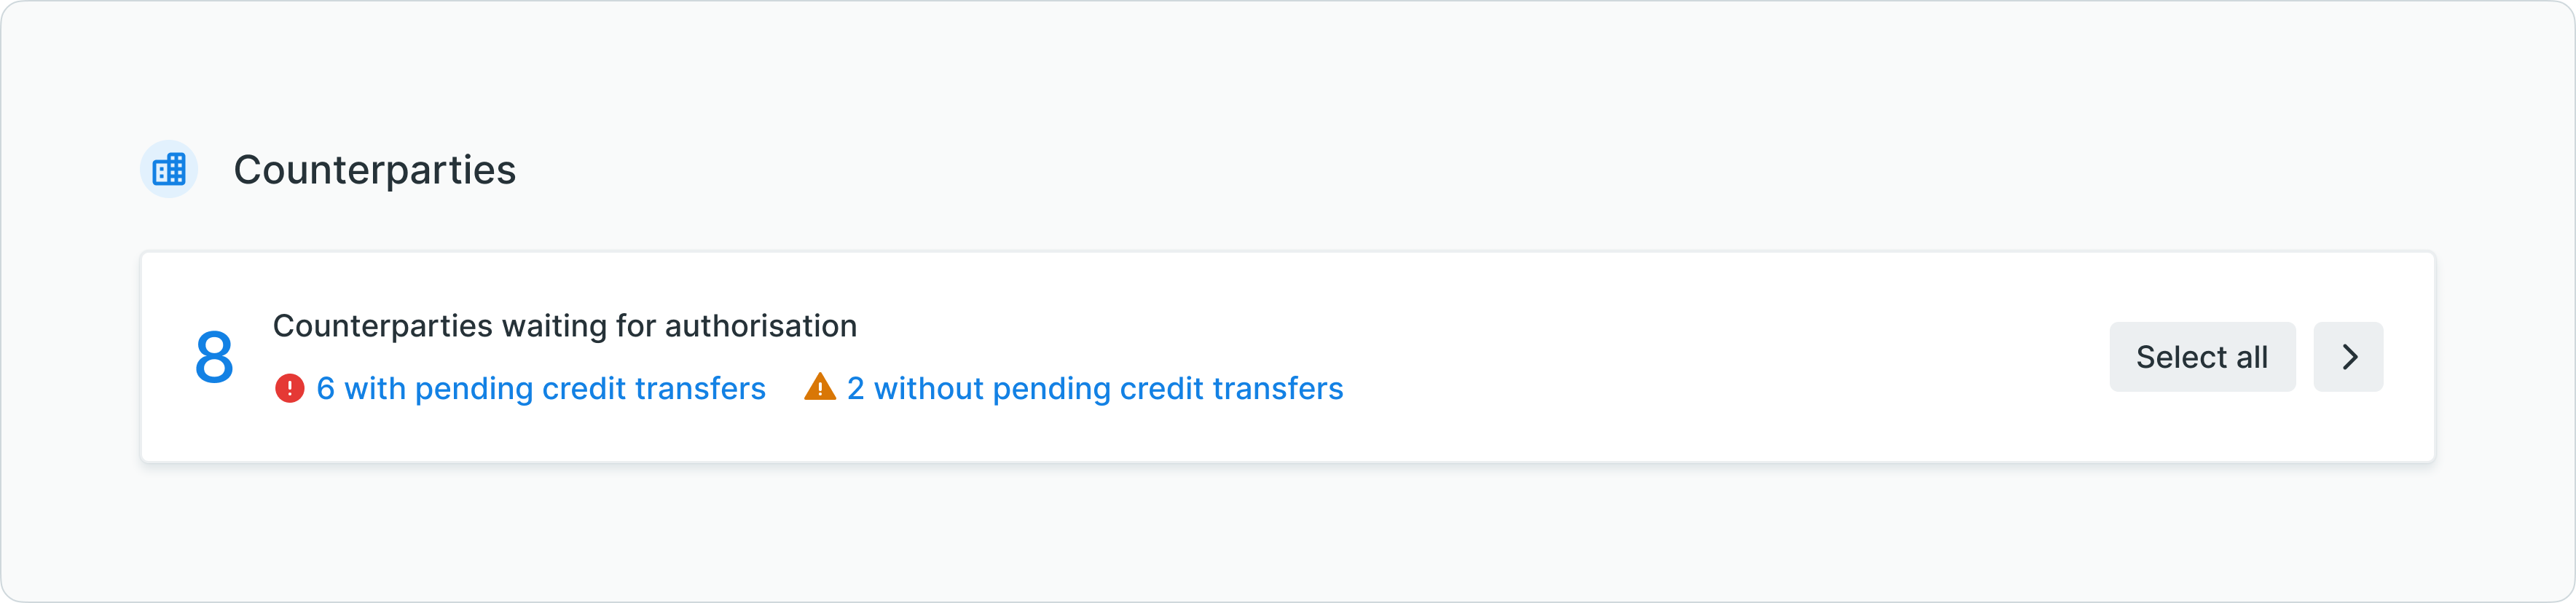 Counterparties
8
Counterparties waiting for authorisation
6 with pending credit transfers 2 without pending credit transfers
Select all